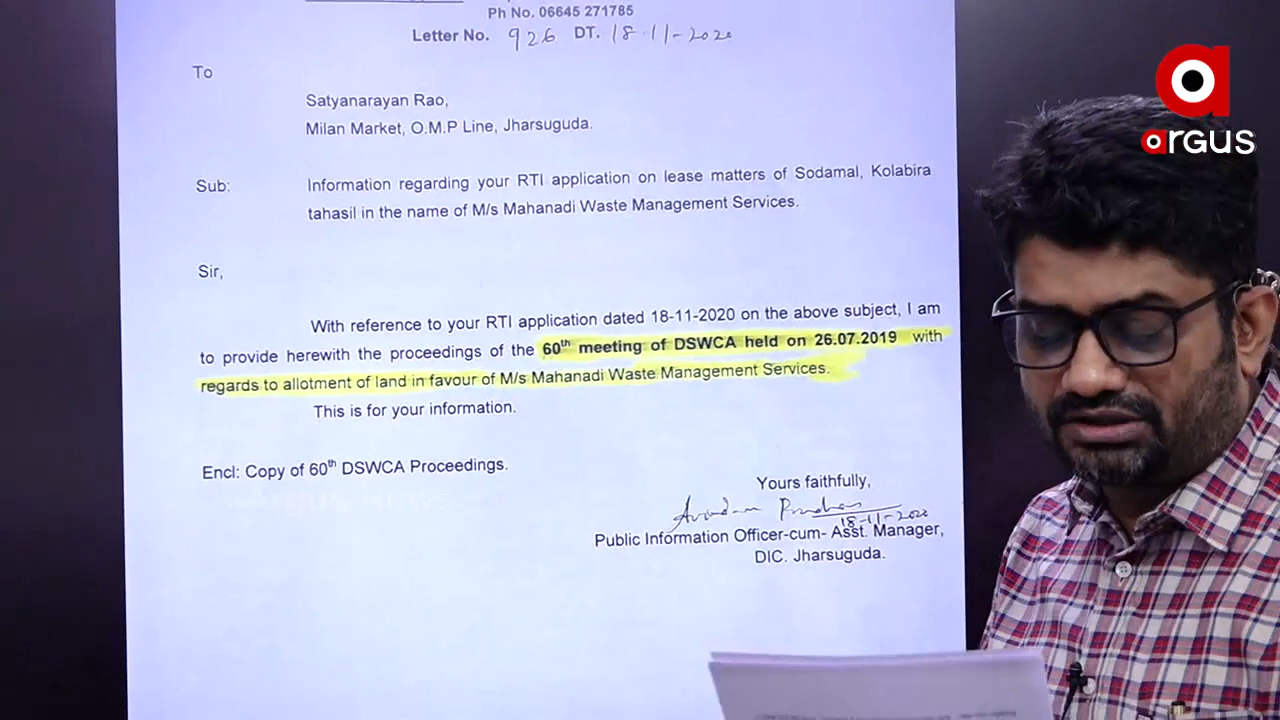 Ph No. 06645 271785
Letter No. 926 DT. 18-11-2020
To
Satyanarayan Rao,
Milan Market, O.M.P Line, Jharsuguda.
Sub: Information regarding your RTI application on lease matters of Sodamal, Kolabira
tahasil in the name of M/s Mahanadi Waste Management Services.
Sir,
With reference to your RTI application dated 18-11-2020 on the above subject, I am
to provide herewith the proceedings of the 60th meeting of DSWCA held on 26.07.2019 with
regards to allotment of land in favour of M/s Mahanadi Waste Management Services.
This is for your information.
Encl: Copy of 60th DSWCA Proceedings.
Yours faithfully,
18-11-2020
Public Information Officer-cum- Asst. Manager,
DIC. Jharsuguda.
argus